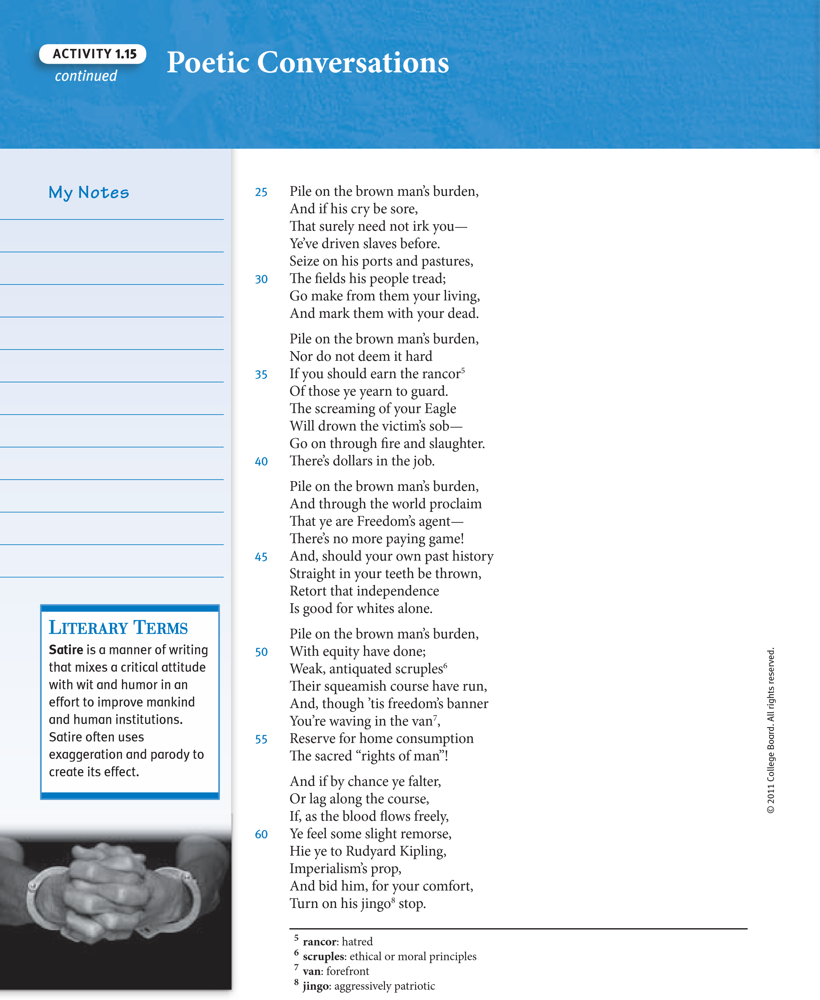 ACTIVITY 1.15
continued
Poetic Conversations
My Notes
25 Pile on the brown man’s burden,
And if his cry be sore,
That surely need not irk you—
Ye’ve driven slaves before.
Seize on his ports and pastures,
30 The fields his people tread;
Go make from them your living,
And mark them with your dead.
Pile on the brown man’s burden,
Nor do not deem it hard
35 If you should earn the rancor⁵
Of those ye yearn to guard.
The screaming of your Eagle
Will drown the victim’s sob—
Go on through fire and slaughter.
40 There’s dollars in the job.
Pile on the brown man’s burden,
And through the world proclaim
That ye are Freedom’s agent—
There’s no more paying game!
45 And, should your own past history
Straight in your teeth be thrown,
Retort that independence
Is good for whites alone.
Pile on the brown man’s burden,
50 With equity have done;
Weak, antiquated scruples⁶
Their squeamish course have run,
And, though ’tis freedom’s banner
You’re waving in the van⁷,
55 Reserve for home consumption
The sacred “rights of man”!
And if by chance ye falter,
Or lag along the course,
If, as the blood flows freely,
60 Ye feel some slight remorse,
Hie ye to Rudyard Kipling,
Imperialism’s prop,
And bid him, for your comfort,
Turn on his jingo⁸ stop.
LITERARY TERMS
Satire is a manner of writing
that mixes a critical attitude
with wit and humor in an
effort to improve mankind
and human institutions.
Satire often uses
exaggeration and parody to
create its effect.
⁵ rancor: hatred
⁶ scruples: ethical or moral principles
⁷ van: forefront
⁸ jingo: aggressively patriotic
© 2011 College Board. All rights reserved.